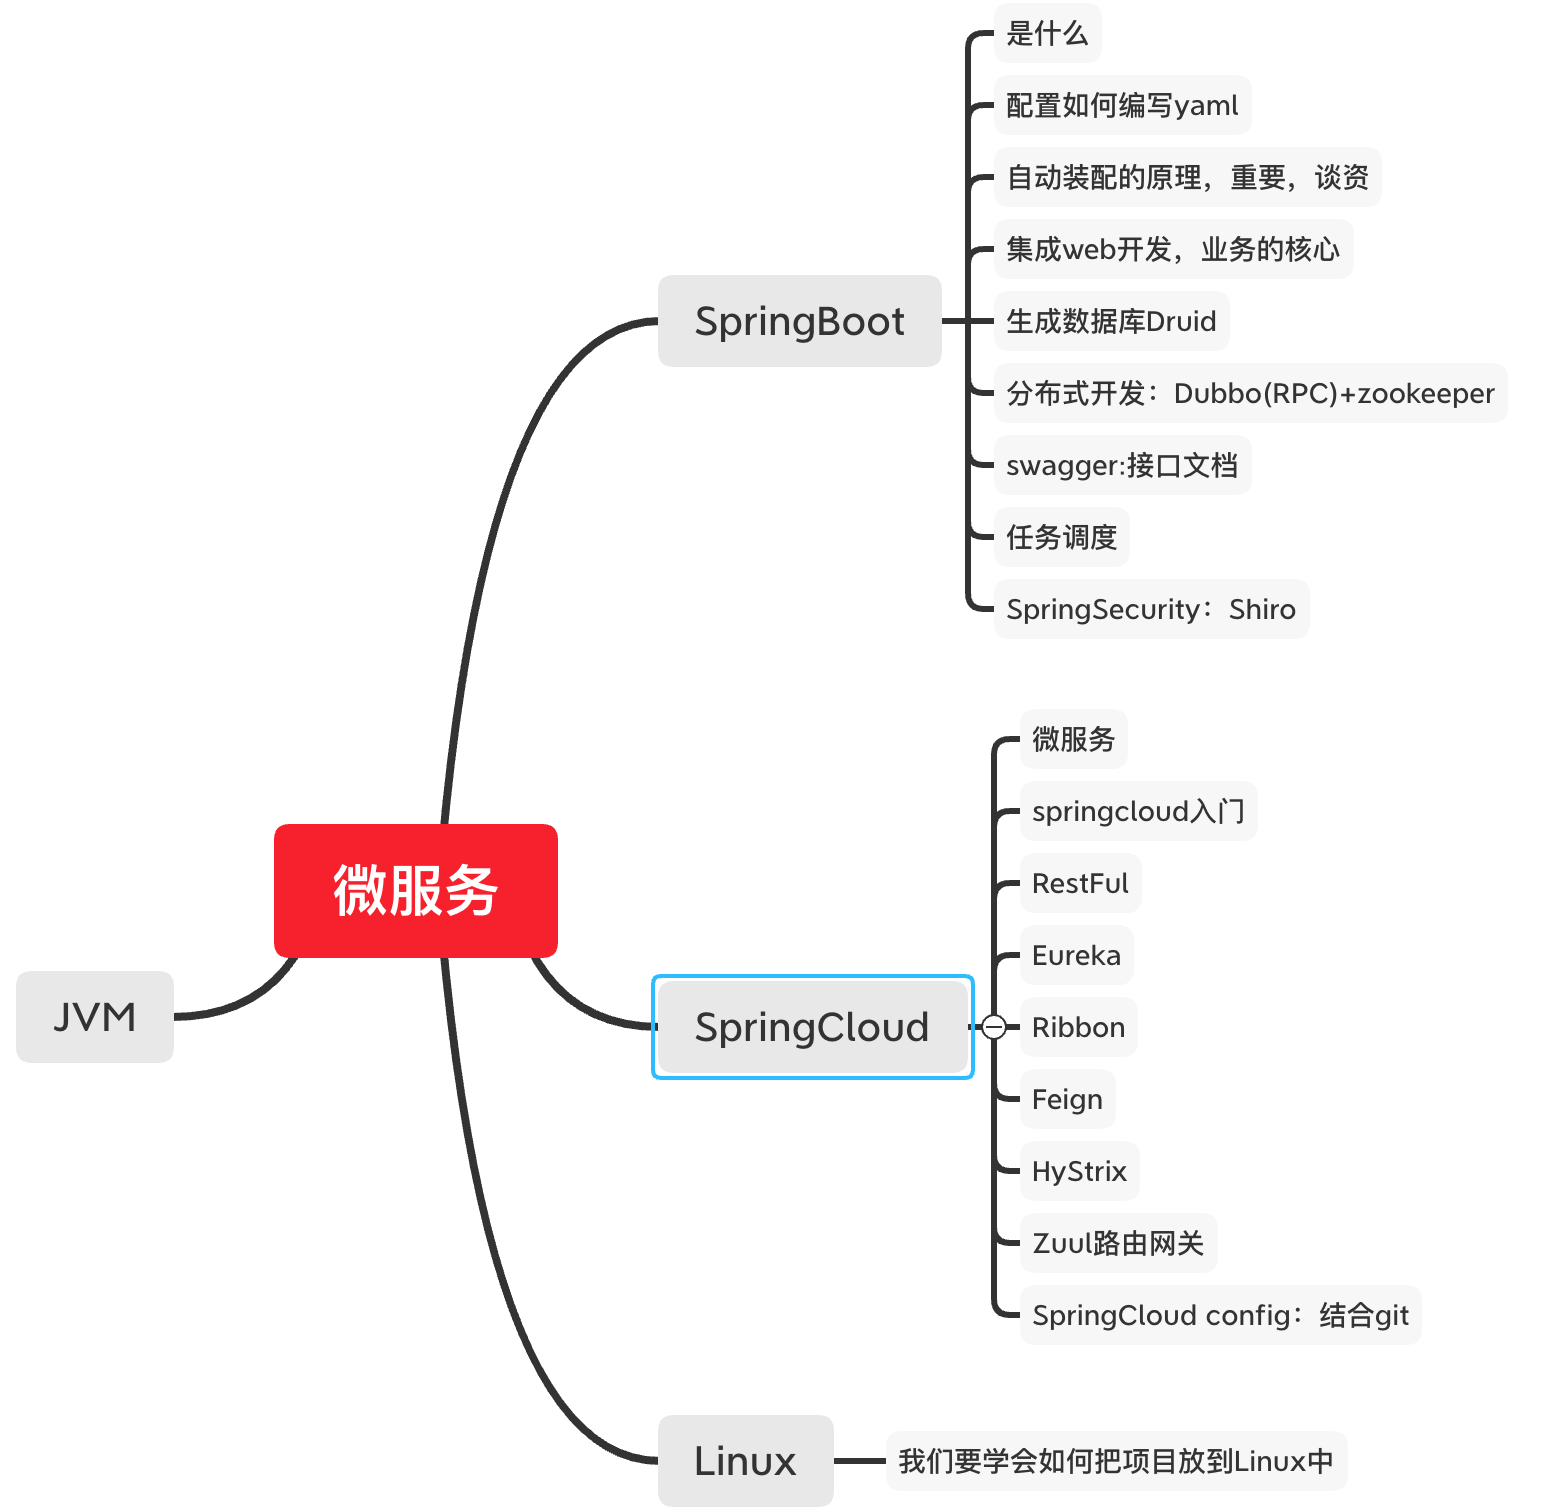 微服务
SpringBoot
是什么
配置如何编写yaml
自动装配的原理，重要，谈资
集成web开发，业务的核心
生成数据库Druid
分布式开发：Dubbo(RPC)+zookeeper
swagger:接口文档
任务调度
SpringSecurity：Shiro
SpringCloud
微服务
springcloud入门
RestFul
Eureka
Ribbon
Feign
HyStrix
Zuul路由网关
SpringCloud config：结合git
Linux
我们要学会如何把项目放到Linux中
JVM